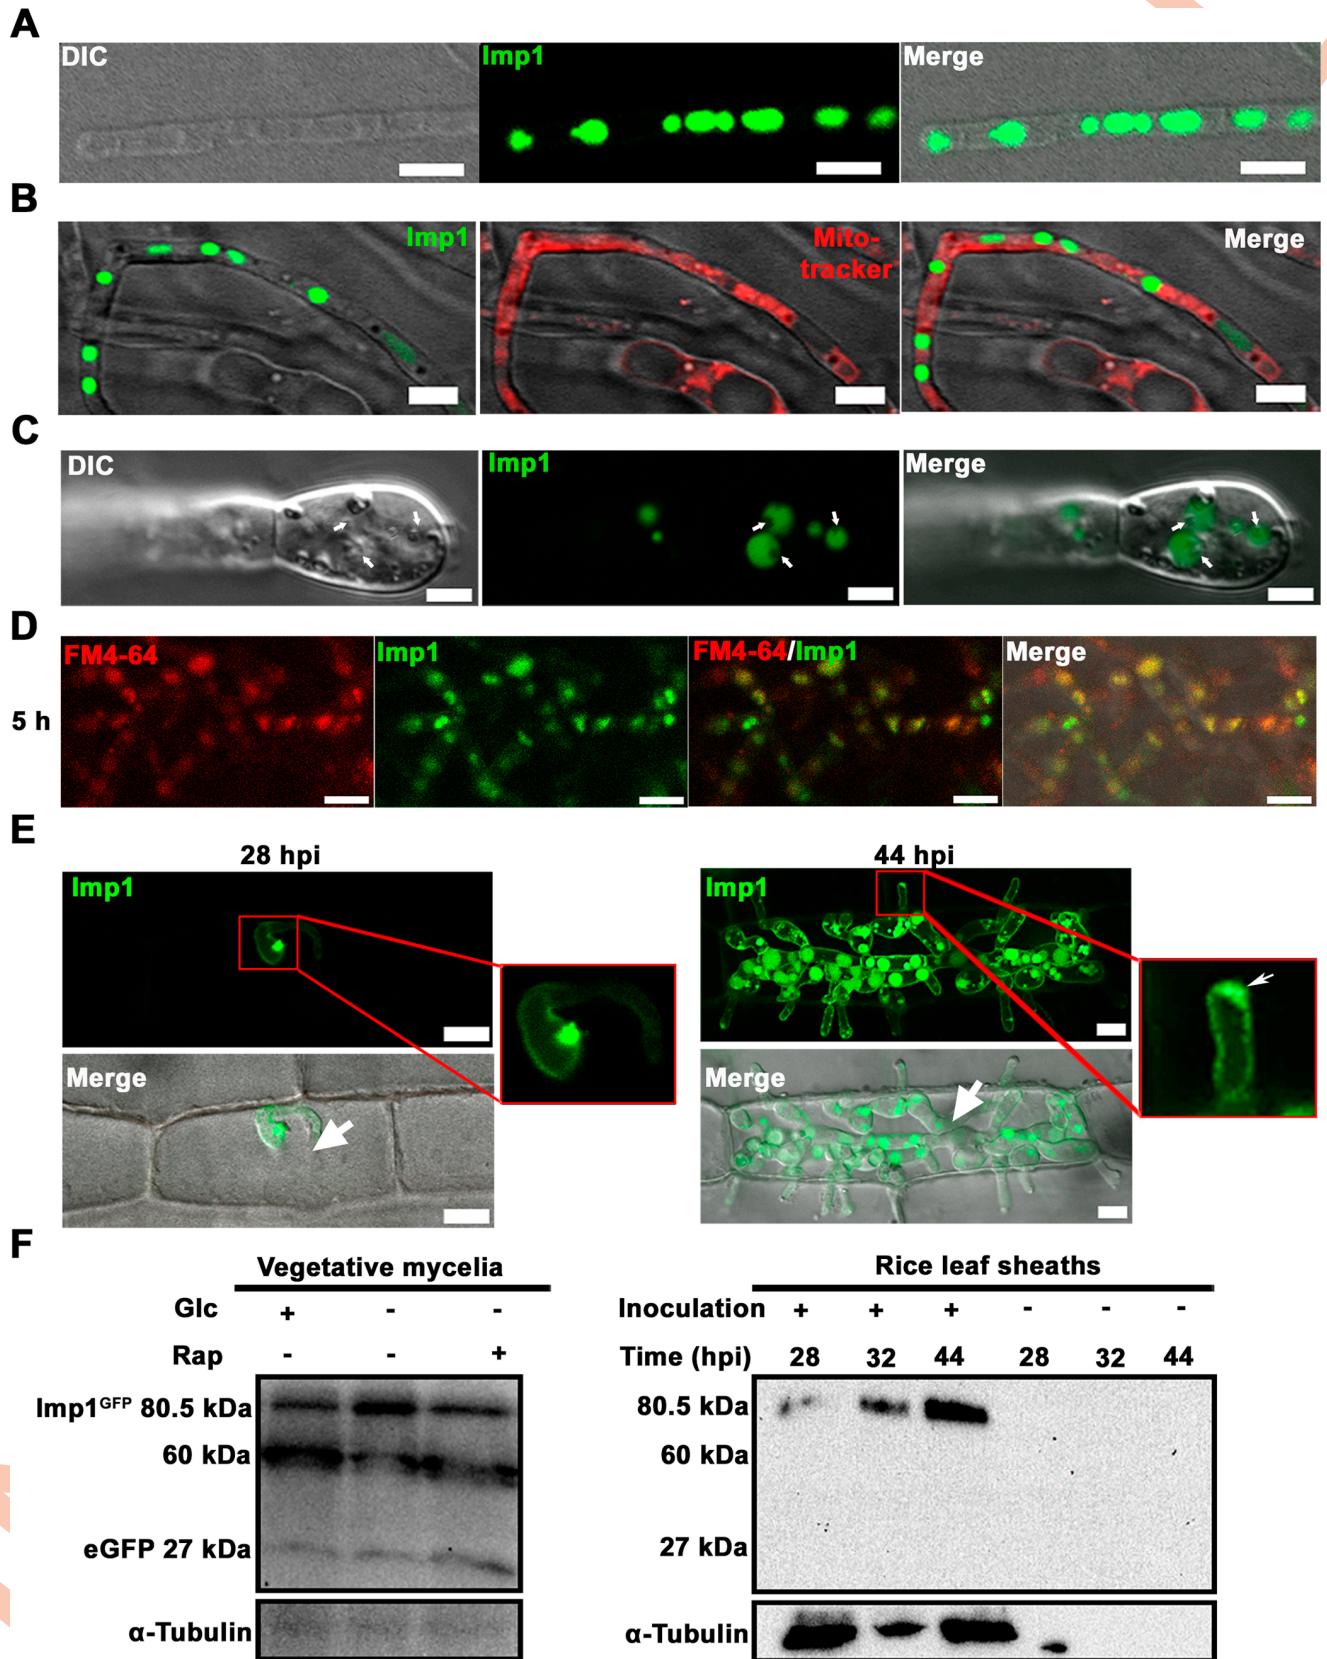 A
DIC
Imp1
Merge
B
Imp1
Mito-
tracker
Merge
C
DIC
Imp1
Merge
D
5 h
FM4-64
Imp1
FM4-64/Imp1
Merge
E
28 hpi
44 hpi
Imp1
Imp1
Merge
Merge
F
Vegetative mycelia
Glc + - -
Rap - - +
Imp1GFP 80.5 kDa
60 kDa
eGFP 27 kDa
α-Tubulin
Rice leaf sheaths
Inoculation + + + - - -
Time (hpi) 28 32 44 28 32 44
80.5 kDa
60 kDa
27 kDa
α-Tubulin